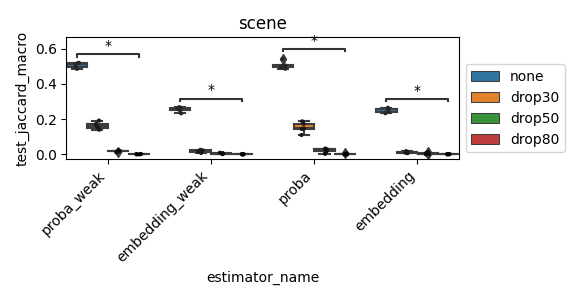 scene
test_jaccard_macro
0.6
0.4
0.2
0.0
*
*
*
*
proba_weak
embedding_weak
proba
embedding
estimator_name
none
drop30
drop50
drop80